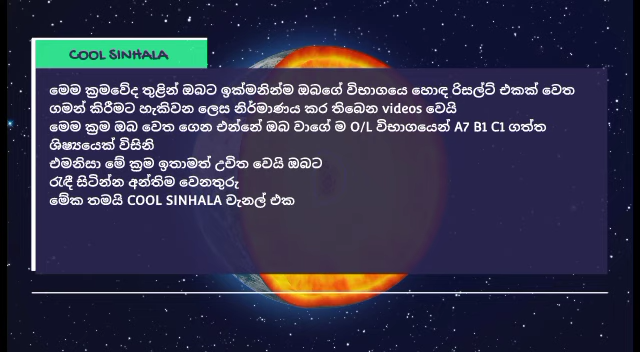 COOL SINHALA
මෙම ක්‍රමවේද තුළින් ඔබට ඉක්මනින්ම ඔබගේ විභාගයෙ හොඳ රිසල්ට් එකක් වෙත
ගමන් කිරීමට හැකිවන ලෙස නිර්මාණය කර තිබෙන videos වෙයි
මෙම ක්‍රම ඔබ වෙත ගෙන එන්නේ ඔබ වාගේ ම O/L විභාගයෙන් A7 B1 C1 ගත්ත
ශිෂ්‍යයෙක් විසිනි
එමනිසා මේ ක්‍රම ඉතාමත් උචිත වෙයි ඔබට
රැඳී සිටින්න අන්තිම වෙනතුරු
මේක තමයි COOL SINHALA චැනල් එක